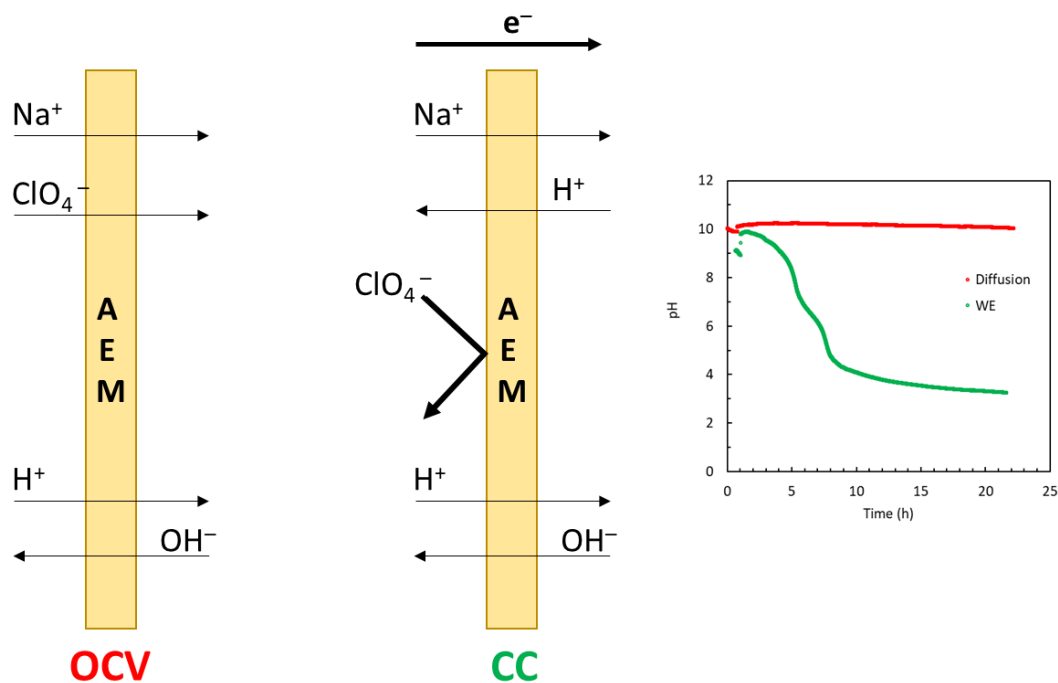 Na⁺
ClO₄⁻
A
E
M
H⁺
OH⁻
OCV
e⁻
Na⁺
H⁺
ClO₄⁻
A
E
M
H⁺
OH⁻
CC
12
10
8
6
4
2
0
pH
0 5 10 15 20 25
Time (h)
Diffusion
WE